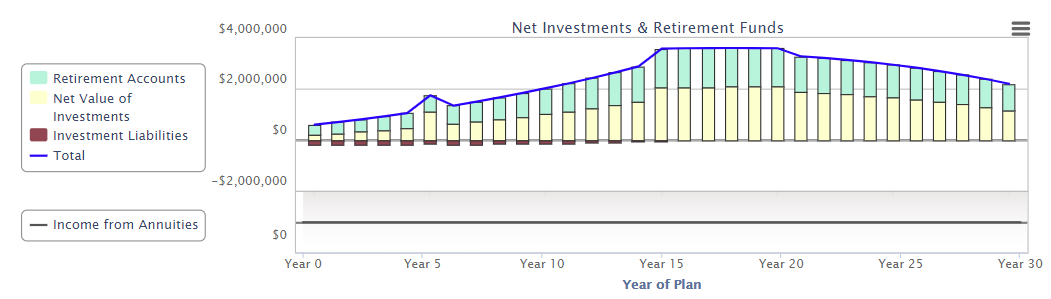 Net Investments & Retirement Funds
$4,000,000
$2,000,000
$0
-$2,000,000
$0
Retirement Accounts
Net Value of
Investments
Investment Liabilities
Total
Income from Annuities
Year 0
Year 5
Year 10
Year 15
Year 20
Year 25
Year 30
Year of Plan